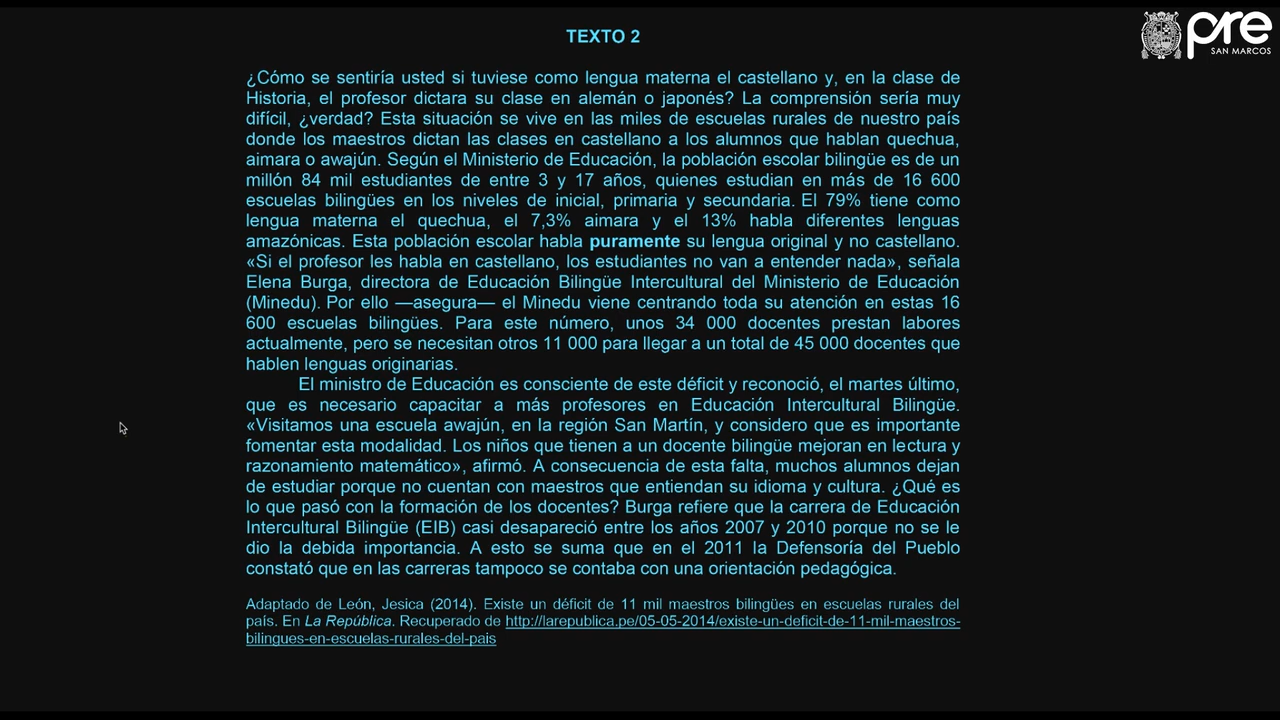 TEXTO 2
pre
SAN MARCOS
¿Cómo se sentiría usted si tuviese como lengua materna el castellano y, en la clase de
Historia, el profesor dictara su clase en alemán o japonés? La comprensión sería muy
difícil, ¿verdad? Esta situación se vive en las miles de escuelas rurales de nuestro país
donde los maestros dictan las clases en castellano a los alumnos que hablan quechua,
aimara o awajún. Según el Ministerio de Educación, la población escolar bilingüe es de un
millón 84 mil estudiantes de entre 3 y 17 años, quienes estudian en más de 16 600
escuelas bilingües en los niveles de inicial, primaria y secundaria. El 79% tiene como
lengua materna el quechua, el 7,3% aimara y el 13% habla diferentes lenguas
amazónicas. Esta población escolar habla puramente su lengua original y no castellano.
«Si el profesor les habla en castellano, los estudiantes no van a entender nada», señala
Elena Burga, directora de Educación Bilingüe Intercultural del Ministerio de Educación
(Minedu). Por ello —asegura— el Minedu viene centrando toda su atención en estas 16
600 escuelas bilingües. Para este número, unos 34 000 docentes prestan labores
actualmente, pero se necesitan otros 11 000 para llegar a un total de 45 000 docentes que
hablen lenguas originarias.
El ministro de Educación es consciente de este déficit y reconoció, el martes último,
que es necesario capacitar a más profesores en Educación Intercultural Bilingüe.
«Visitamos una escuela awajún, en la región San Martín, y considero que es importante
fomentar esta modalidad. Los niños que tienen a un docente bilingüe mejoran en lectura y
razonamiento matemático», afirmó. A consecuencia de esta falta, muchos alumnos dejan
de estudiar porque no cuentan con maestros que entiendan su idioma y cultura. ¿Qué es
lo que pasó con la formación de los docentes? Burga refiere que la carrera de Educación
Intercultural Bilingüe (EIB) casi desapareció entre los años 2007 y 2010 porque no se le
dio la debida importancia. A esto se suma que en el 2011 la Defensoría del Pueblo
constató que en las carreras tampoco se contaba con una orientación pedagógica.
Adaptado de León, Jesica (2014). Existe un déficit de 11 mil maestros bilingües en escuelas rurales del
país. En La República. Recuperado de http://larepublica.pe/05-05-2014/existe-un-deficit-de-11-mil-maestros-
bilingues-en-escuelas-rurales-del-pais